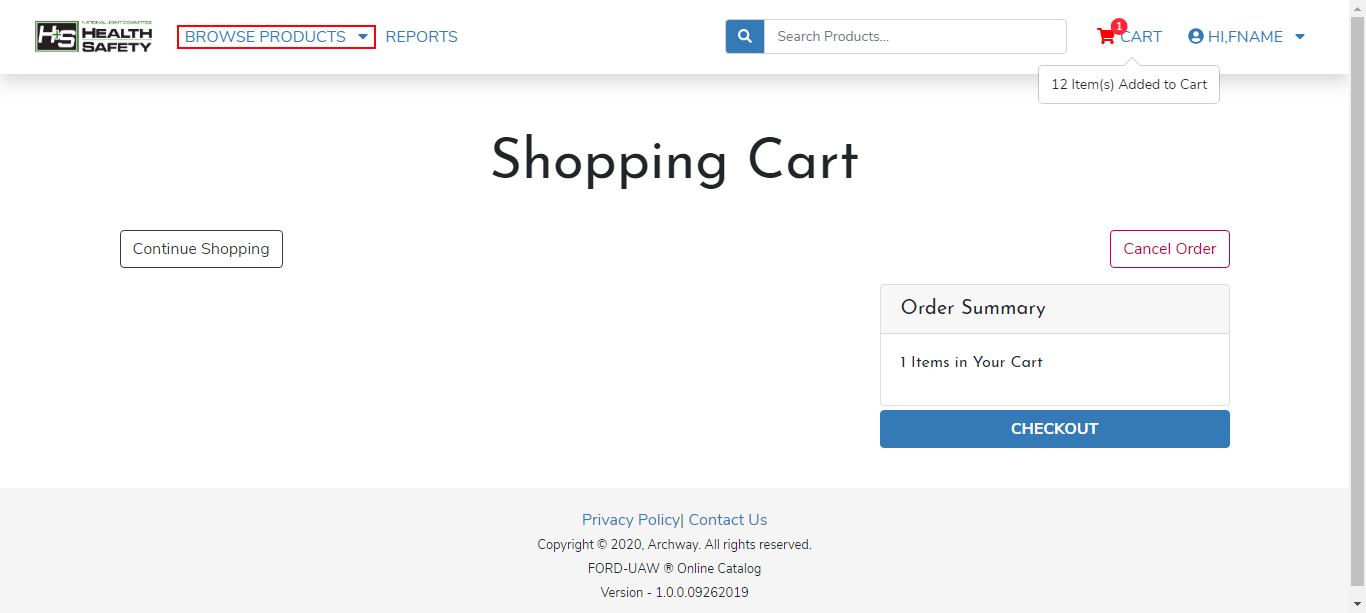 NATIONAL JOINT COMMITTEE
H+S HEALTH
SAFETY
BROWSE PRODUCTS
REPORTS
Search Products...
1
CART
HI,FNAME
12 Item(s) Added to Cart
Shopping Cart
Continue Shopping
Cancel Order
Order Summary
1 Items in Your Cart
CHECKOUT
Privacy Policy| Contact Us
Copyright © 2020, Archway. All rights reserved.
FORD-UAW ® Online Catalog
Version - 1.0.0.09262019